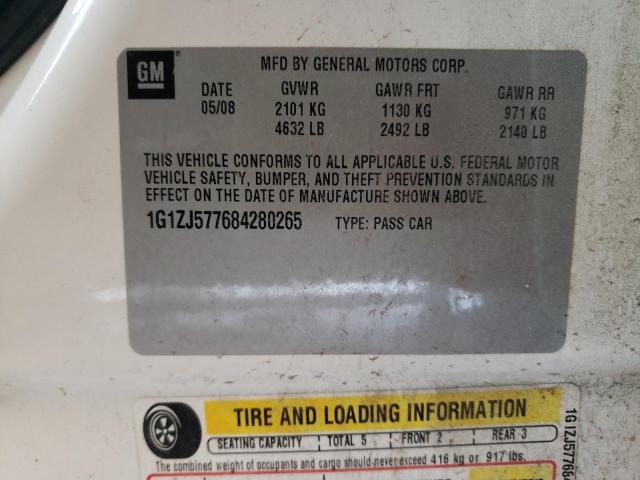 GM
MFD BY GENERAL MOTORS CORP.
DATE GVWR GAWR FRT GAWR RR
05/08 2101 KG 1130 KG 971 KG
4632 LB 2492 LB 2140 LB
THIS VEHICLE CONFORMS TO ALL APPLICABLE U.S. FEDERAL MOTOR
VEHICLE SAFETY, BUMPER, AND THEFT PREVENTION STANDARDS IN
EFFECT ON THE DATE OF MANUFACTURE SHOWN ABOVE.
1G1ZJ577684280265 TYPE: PASS CAR
TIRE AND LOADING INFORMATION
SEATING CAPACITY TOTAL 5 FRONT 2 REAR 3
The combined weight of occupants and cargo should never exceed 416 kg or 917 lbs.
1G1ZJ57768